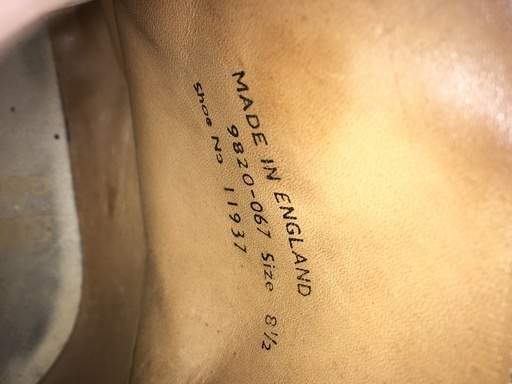 MADE IN ENGLAND
9820-067 Size 8½
Shoe No 11937